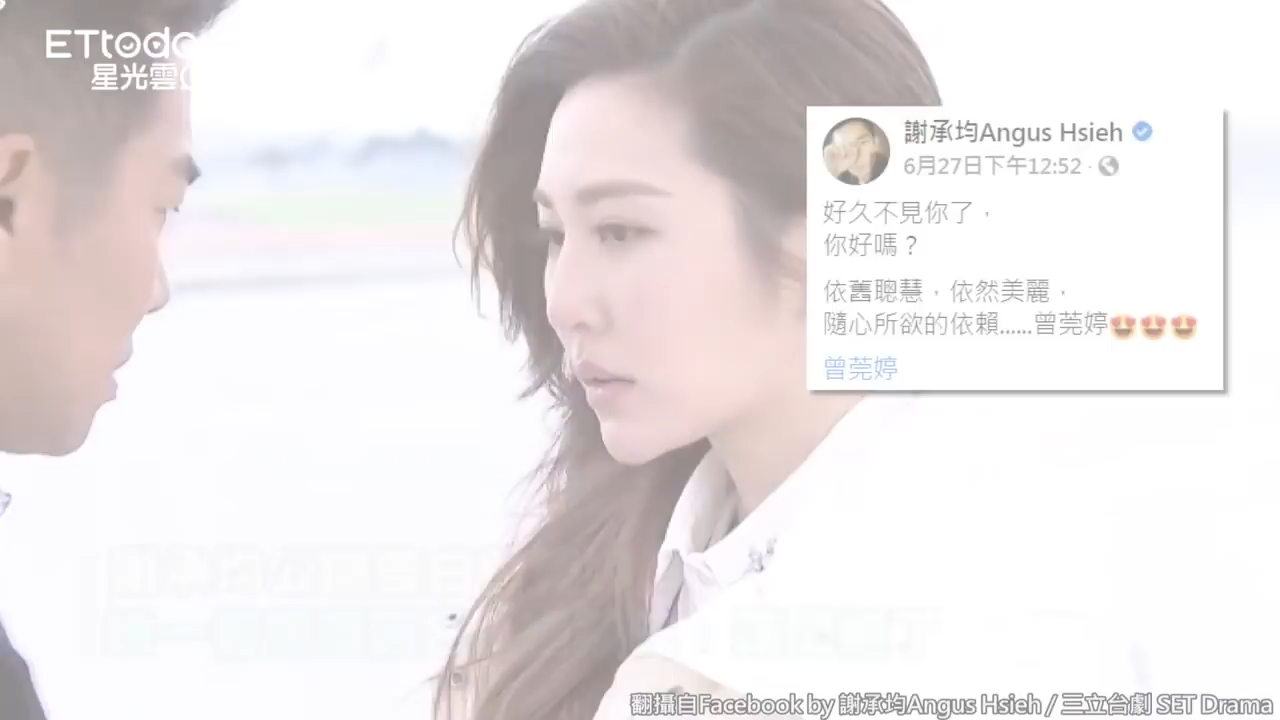 ETtoday
星光雲
謝承均Angus Hsieh
6月27日下午12:52 ·
好久不見你了，
你好嗎？
依舊聰慧，依然美麗，
隨心所欲的依賴......曾莞婷😍😍😍
曾莞婷
翻攝自Facebook by 謝承均Angus Hsieh / 三立台劇 SET Drama